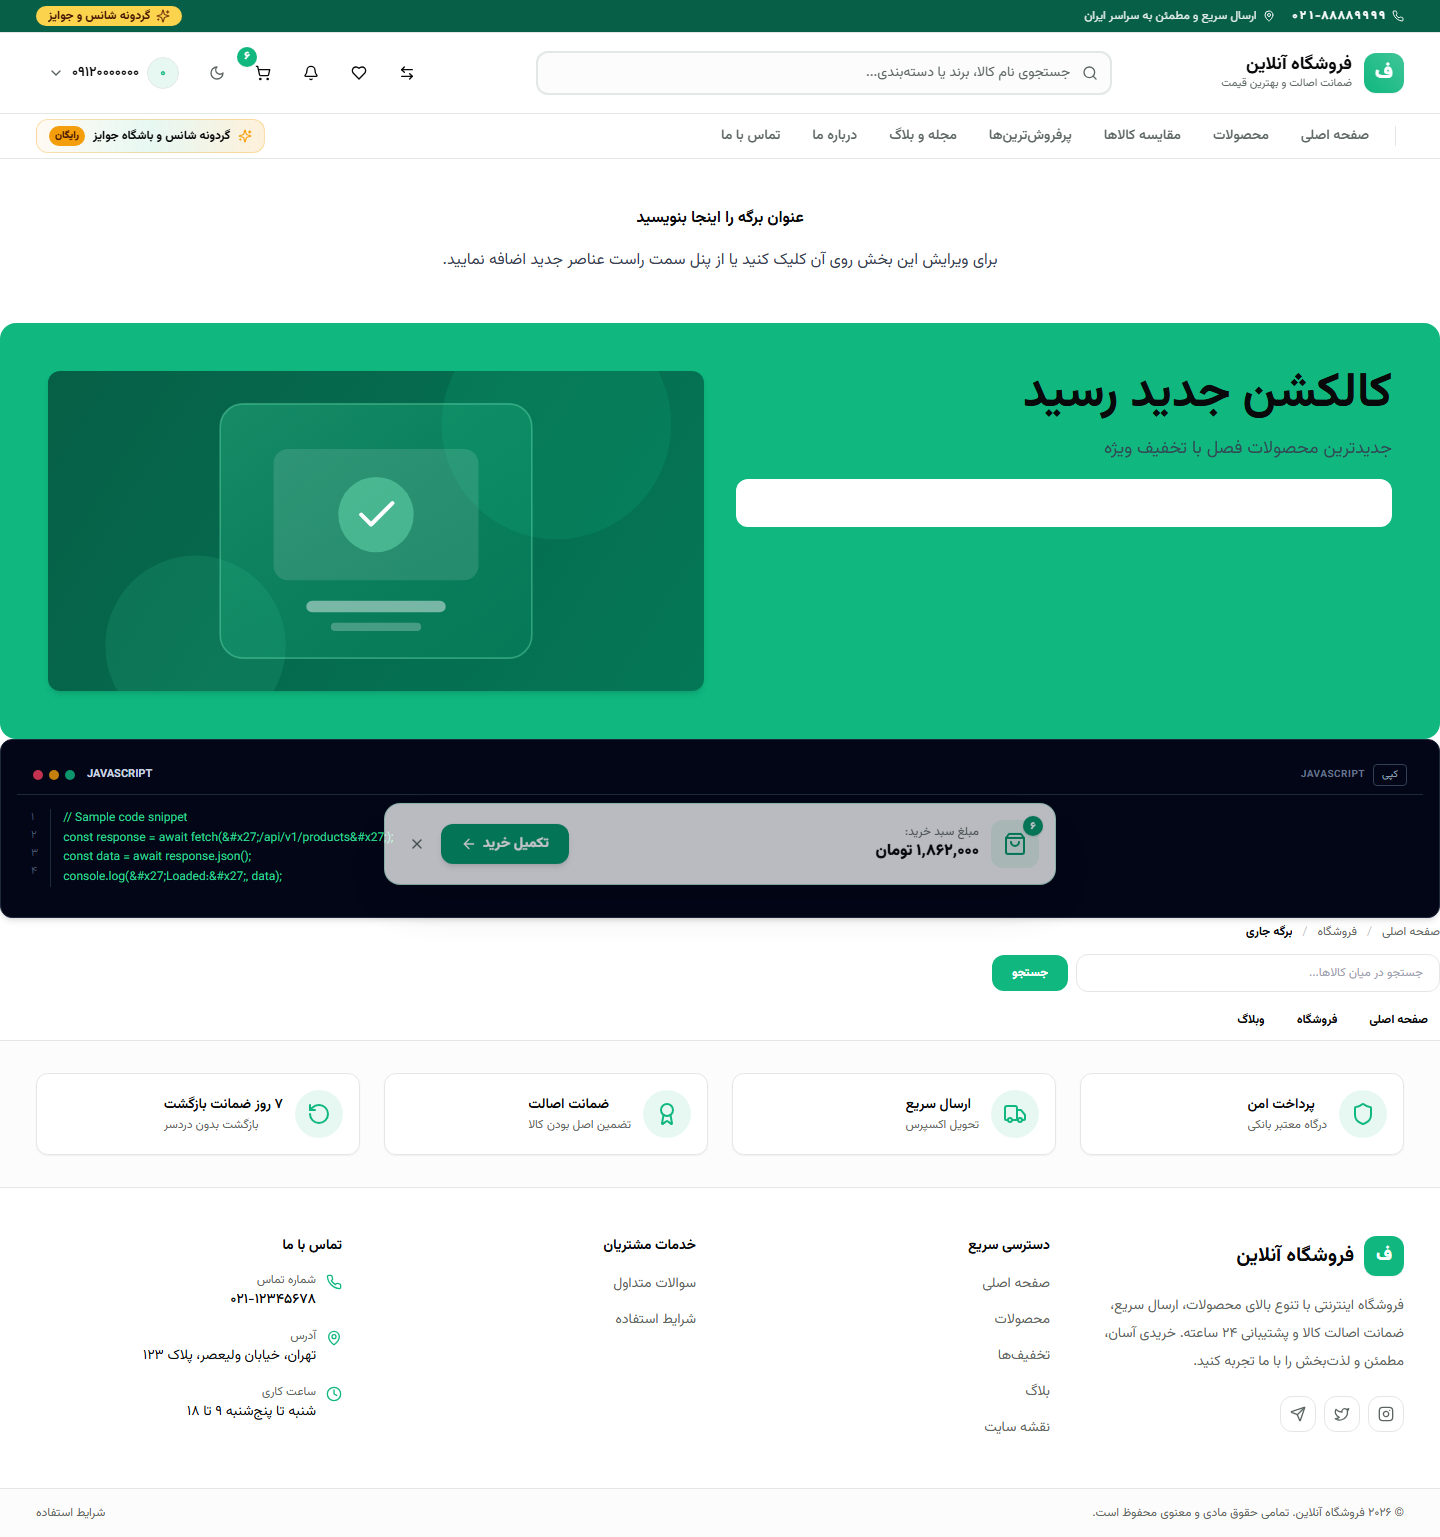 ۰۲۱-۸۸۸۸۹۹۹۹
ارسال سریع و مطمئن به سراسر ایران
گردونه شانس و جوایز
ف
فروشگاه آنلاین
ضمانت اصالت و بهترین قیمت
جستجوی نام کالا، برند یا دسته‌بندی...
۶
۰
۰۹۱۲۰۰۰۰۰۰۰
صفحه اصلی
محصولات
مقایسه کالاها
پرفروش‌ترین‌ها
مجله و بلاگ
درباره ما
تماس با ما
گردونه شانس و باشگاه جوایز
رایگان
عنوان برگه را اینجا بنویسید
برای ویرایش این بخش روی آن کلیک کنید یا از پنل سمت راست عناصر جدید اضافه نمایید.
کالکشن جدید رسید
جدیدترین محصولات فصل با تخفیف ویژه
JAVASCRIPT
JAVASCRIPT
کپی
۱
// Sample code snippet
۲
const response = await fetch(&#x27;/api/v1/products&#x27;);
۳
const data = await response.json();
۴
console.log(&#x27;Loaded:&#x27;, data);
۶
مبلغ سبد خرید:
۱,۸۶۲,۰۰۰ تومان
تکمیل خرید
صفحه اصلی / فروشگاه / برگه جاری
جستجو در میان کالاها...
جستجو
صفحه اصلی
فروشگاه
وبلاگ
پرداخت امن
درگاه معتبر بانکی
ارسال سریع
تحویل اکسپرس
ضمانت اصالت
تضمین اصل بودن کالا
۷ روز ضمانت بازگشت
بازگشت بدون دردسر
ف
فروشگاه آنلاین
فروشگاه اینترنتی با تنوع بالای محصولات، ارسال سریع،
ضمانت اصالت کالا و پشتیبانی ۲۴ ساعته. خریدی آسان،
مطمئن و لذت‌بخش را با ما تجربه کنید.
دسترسی سریع
صفحه اصلی
محصولات
تخفیف‌ها
بلاگ
نقشه سایت
خدمات مشتریان
سوالات متداول
شرایط استفاده
تماس با ما
شماره تماس
۰۲۱-۱۲۳۴۵۶۷۸
آدرس
تهران، خیابان ولیعصر، پلاک ۱۲۳
ساعت کاری
شنبه تا پنج‌شنبه ۹ تا ۱۸
© ۲۰۲۶ فروشگاه آنلاین. تمامی حقوق مادی و معنوی محفوظ است.
شرایط استفاده